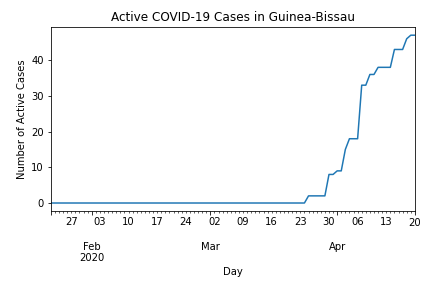 Active COVID-19 Cases in Guinea-Bissau
Number of Active Cases
40
30
20
10
0
27 03 10 17 24 02 09 16 23 30 06 13 20
Feb Mar Apr
2020
Day